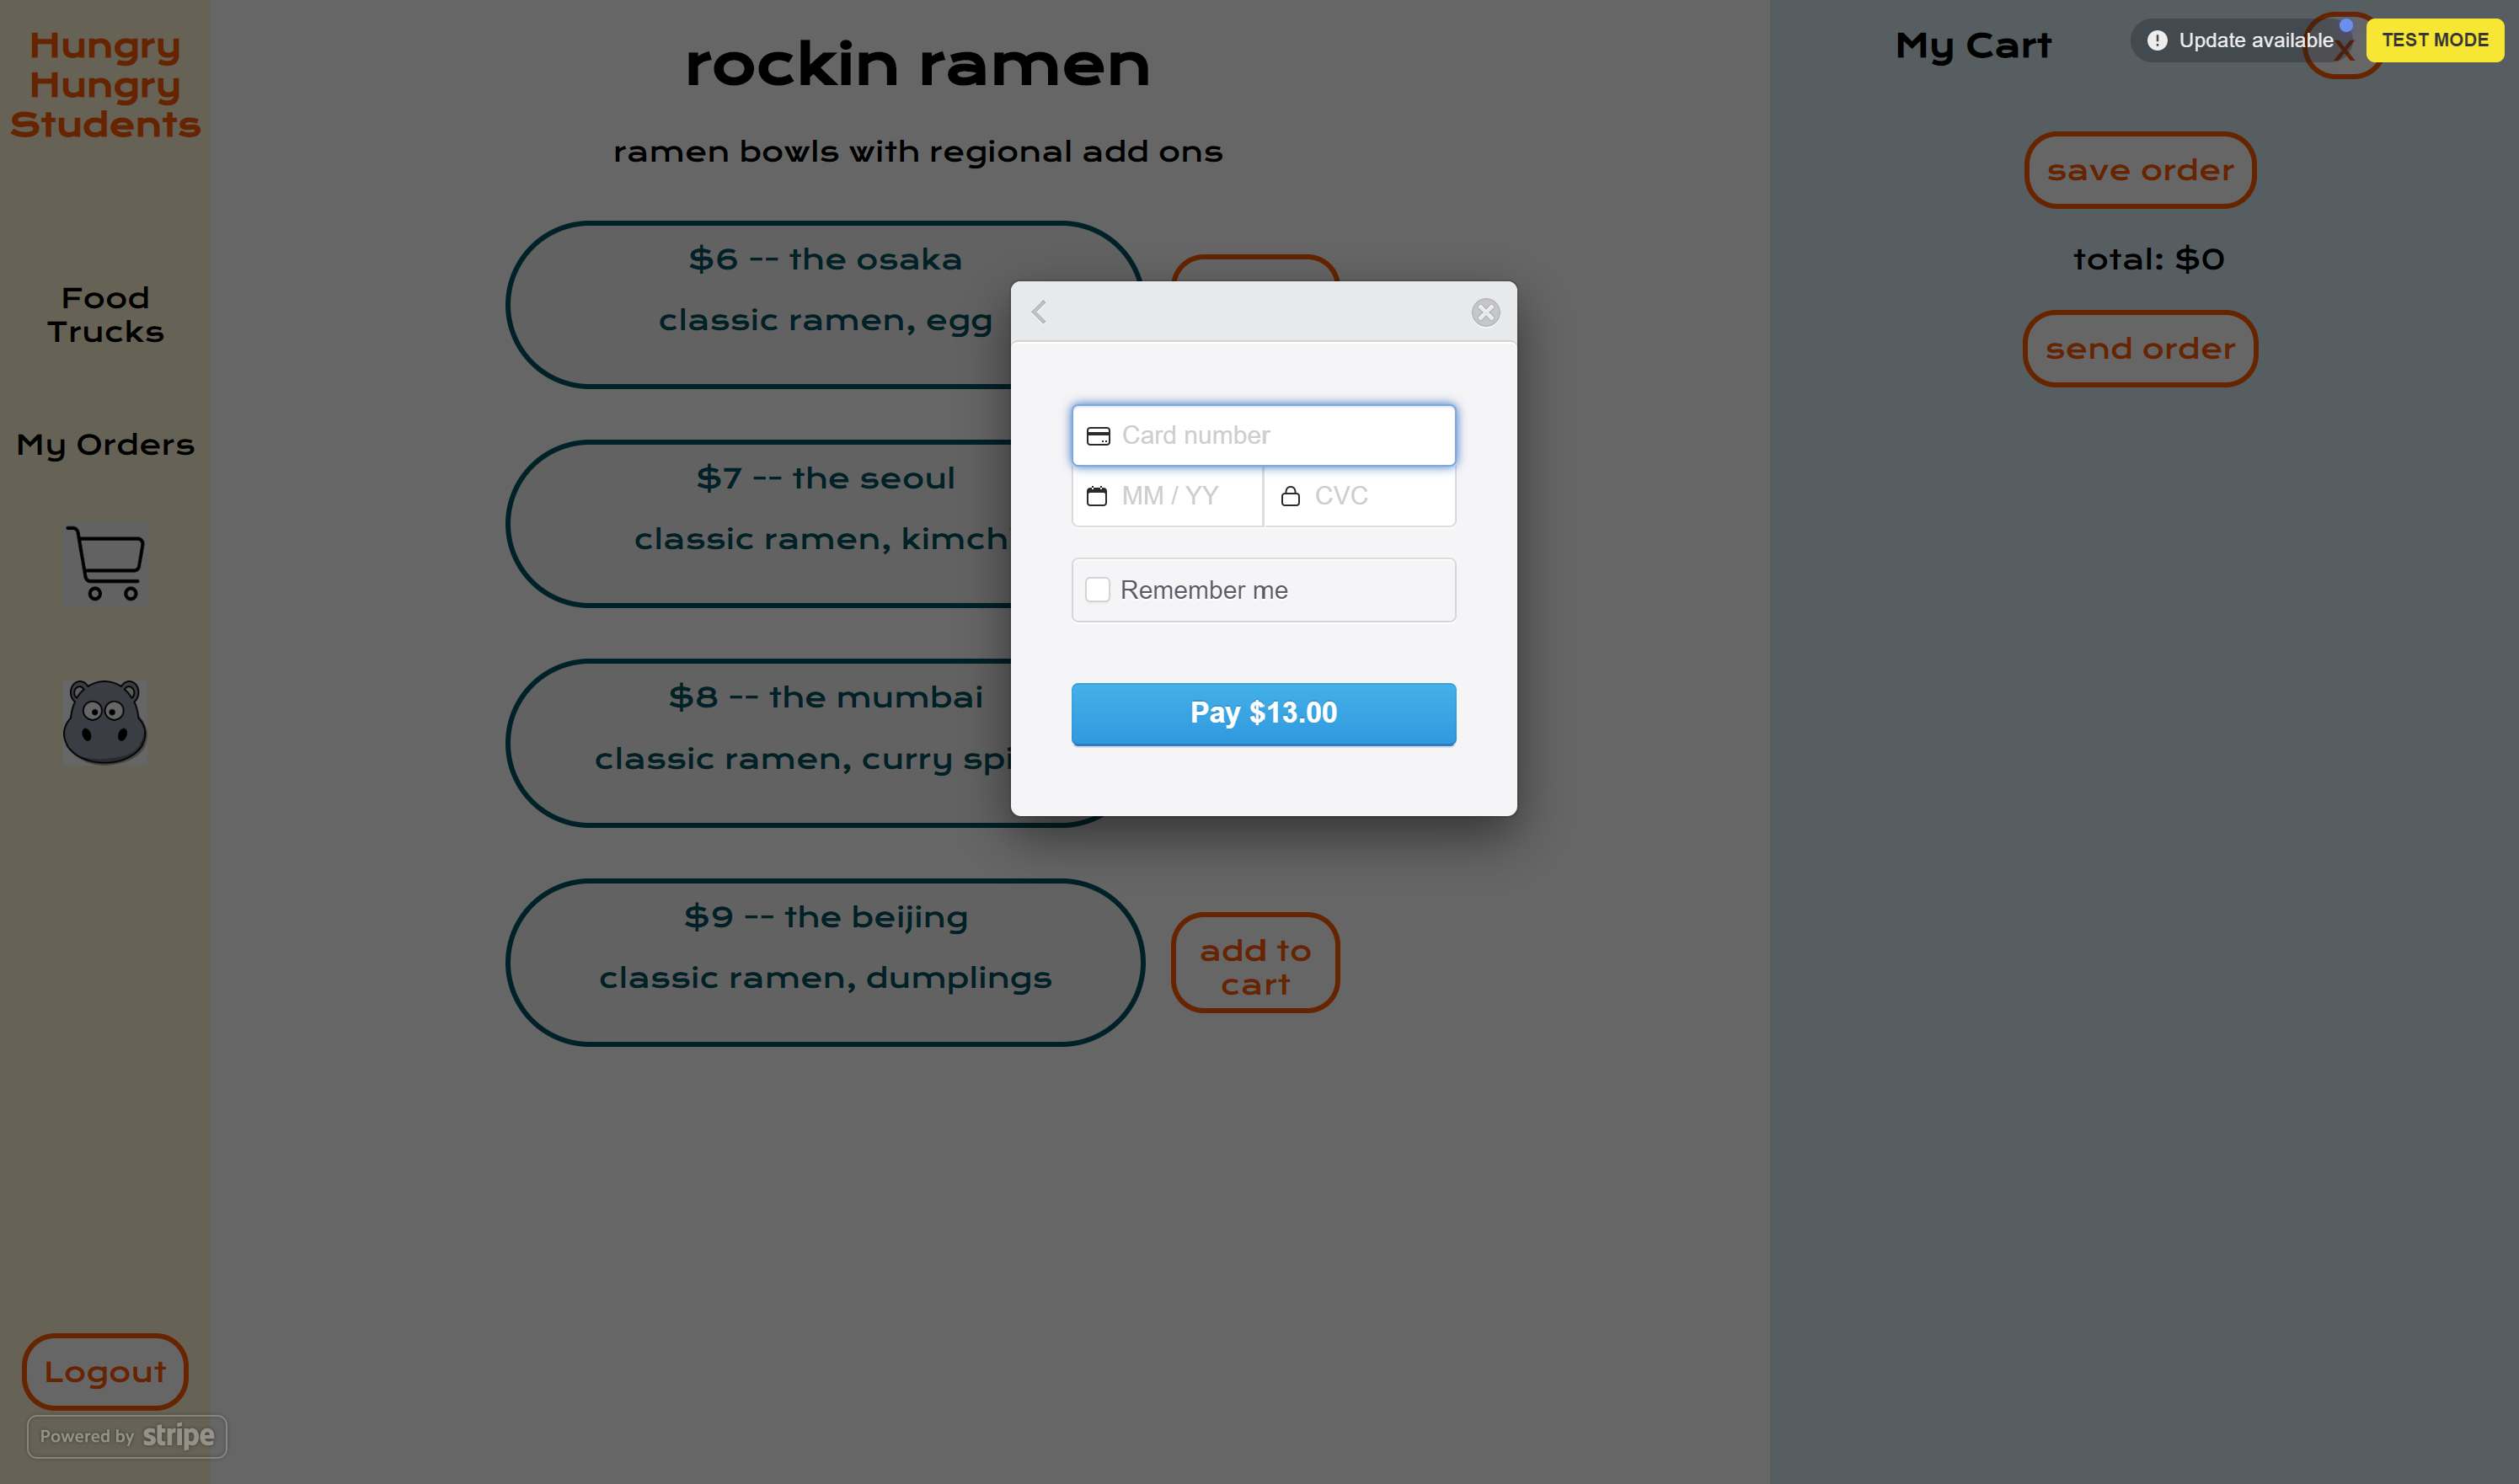 Hungry
Hungry
Students
Food
Trucks
My Orders
Logout
Powered by stripe
rockin ramen
ramen bowls with regional add ons
$6 -- the osaka
classic ramen, egg
$7 -- the seoul
classic ramen, kimch
$8 -- the mumbai
classic ramen, curry spi
$9 -- the beijing
classic ramen, dumplings
add to
cart
Card number
MM / YY
CVC
Remember me
Pay $13.00
My Cart
Update available
x
TEST MODE
save order
total: $0
send order